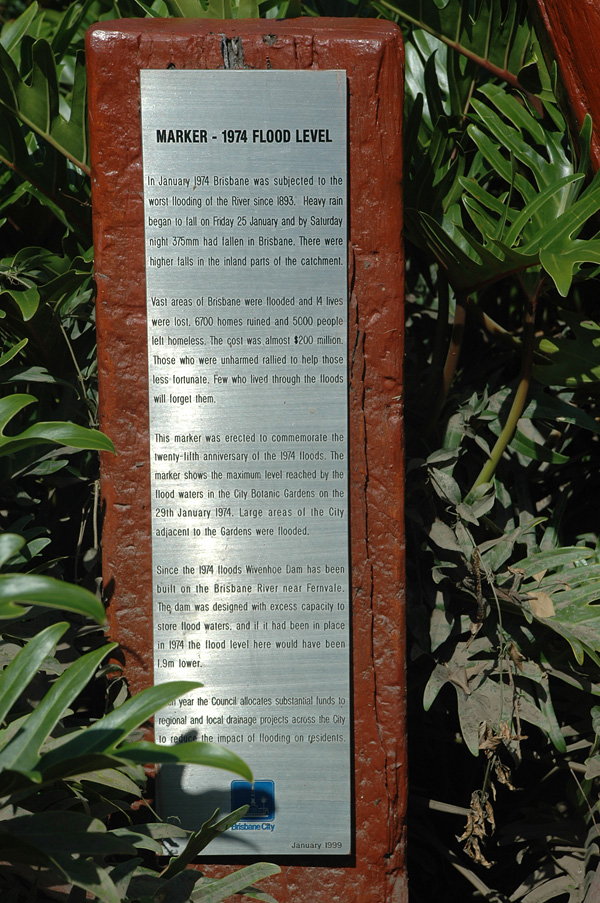 MARKER - 1974 FLOOD LEVEL
In January 1974 Brisbane was subjected to the
worst flooding of the River since 1893. Heavy rain
began to fall on Friday 25 January and by Saturday
night 375mm had fallen in Brisbane. There were
higher falls in the inland parts of the catchment.
Vast areas of Brisbane were flooded and 14 lives
were lost, 6700 homes ruined and 5000 people
left homeless. The cost was almost $200 million.
Those who were unharmed rallied to help those
less fortunate. Few who lived through the floods
will forget them.
This marker was erected to commemorate the
twenty-fifth anniversary of the 1974 floods. The
marker shows the maximum level reached by the
flood waters in the City Botanic Gardens on the
29th January 1974. Large areas of the City
adjacent to the Gardens were flooded.
Since the 1974 floods Wivenhoe Dam has been
built on the Brisbane River near Fernvale.
The dam was designed with excess capacity to
store flood waters, and if it had been in place
in 1974 the flood level here would have been
1.9m lower.
year the Council allocates substantial funds to
regional and local drainage projects across the City
to reduce the impact of flooding on residents.
Brisbane City
January 1999